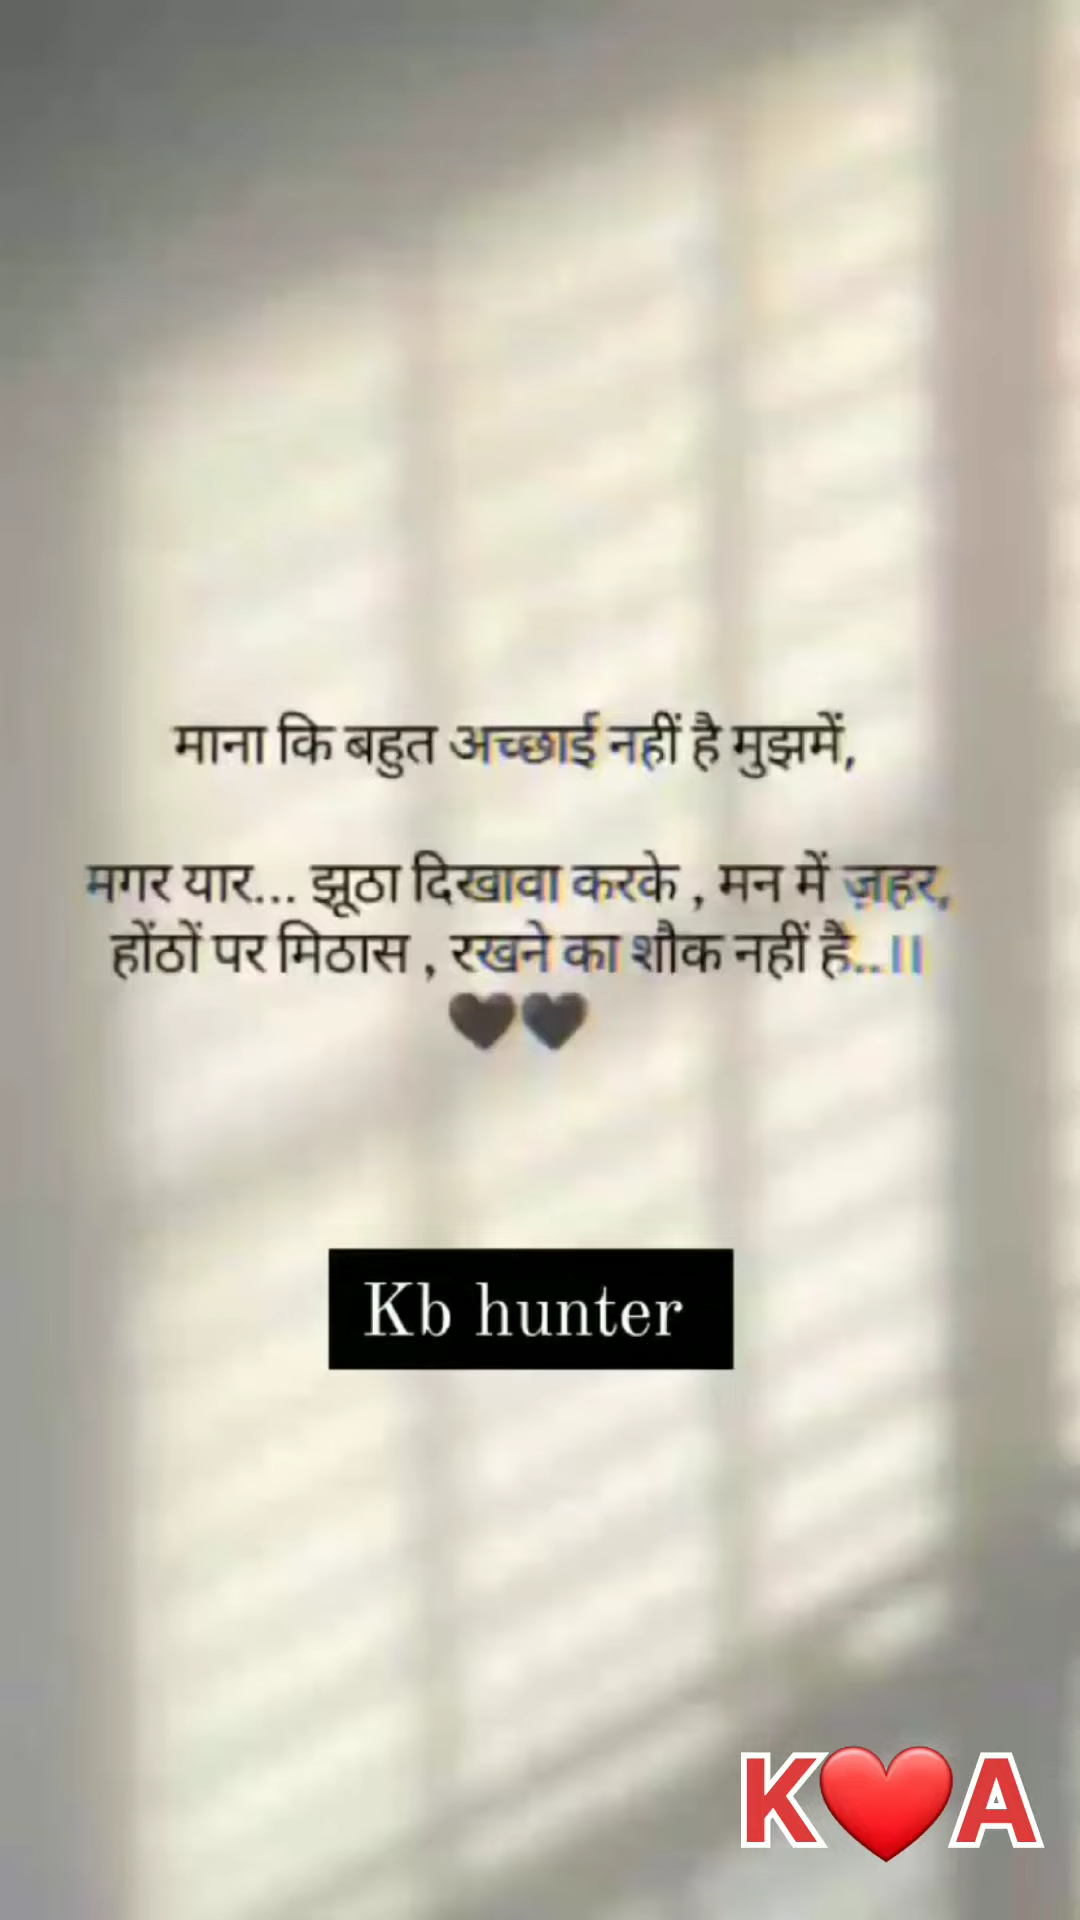 माना कि बहुत अच्छाई नहीं है मुझमें,
मगर यार... झूठा दिखावा करके , मन में ज़हर,
होंठों पर मिठास , रखने का शौक नहीं है..।।
🖤🖤
Kb hunter
K❤️A